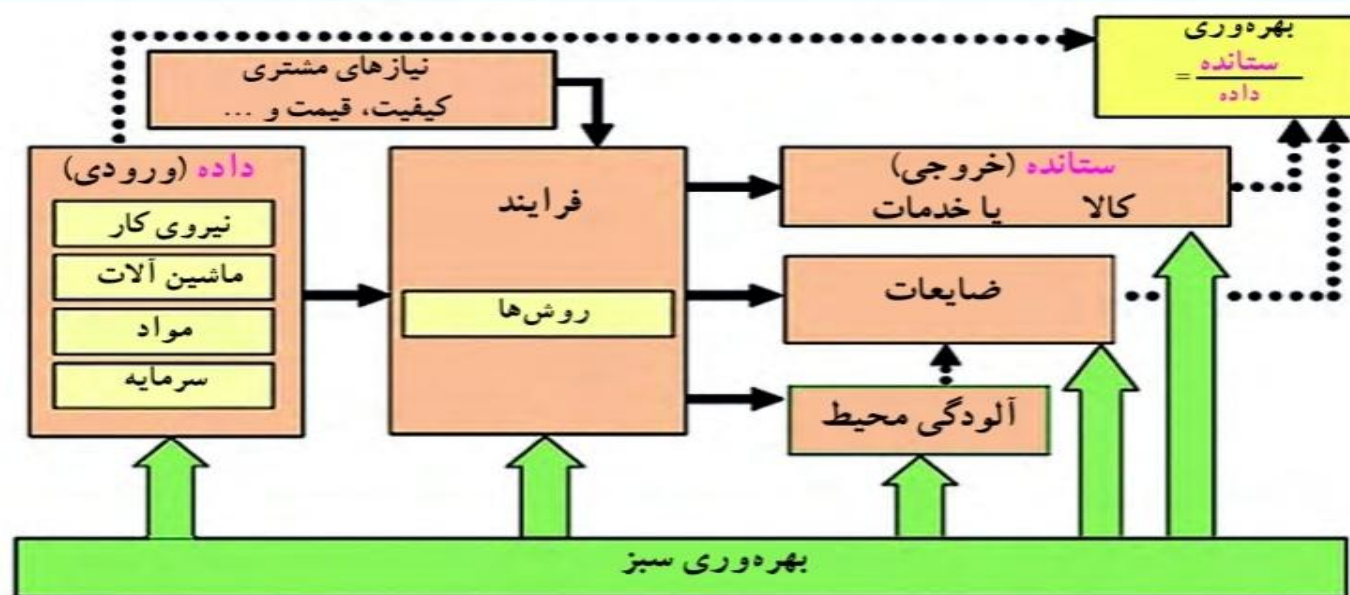 بهره‌وری
= ستانده
داده
نیازهای مشتری
کیفیت، قیمت و ...
داده (ورودی)
نیروی کار
ماشین آلات
مواد
سرمایه
فرایند
روش‌ها
ستانده (خروجی)
کالا یا خدمات
ضایعات
آلودگی محیط
بهره‌وری سبز